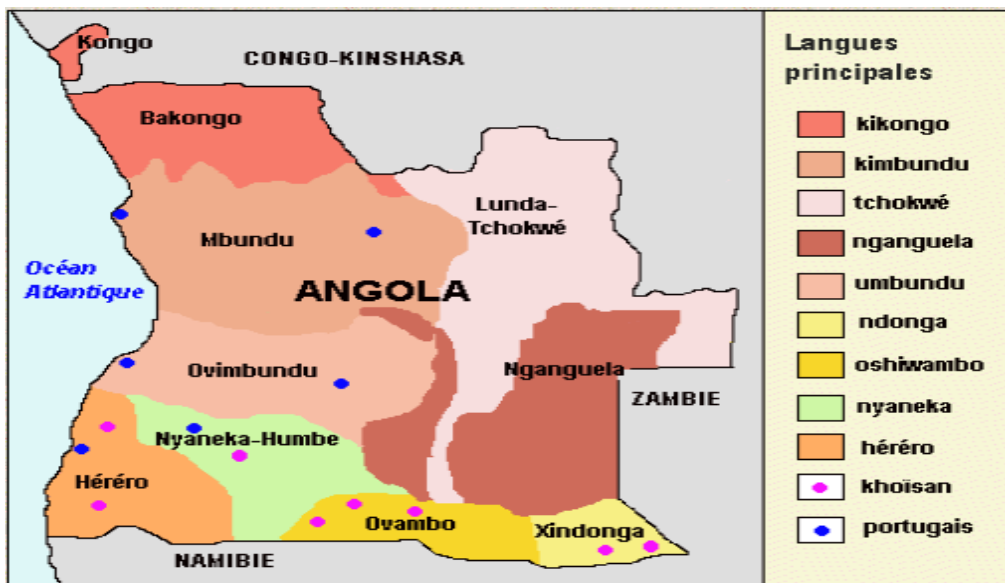 Kongo
CONGO-KINSHASA
Bakongo
Lunda-
Tchokwé
Mbundu
Océan
Atlantique
ANGOLA
Ovimbundu
Nganguela
ZAMBIE
Nyaneka-Humbe
Héréro
Ovambo
Xindonga
NAMIBIE
Langues
principales
kikongo
kimbundu
tchokwé
nganguela
umbundu
ndonga
oshiwambo
nyaneka
héréro
khoïsan
portugais